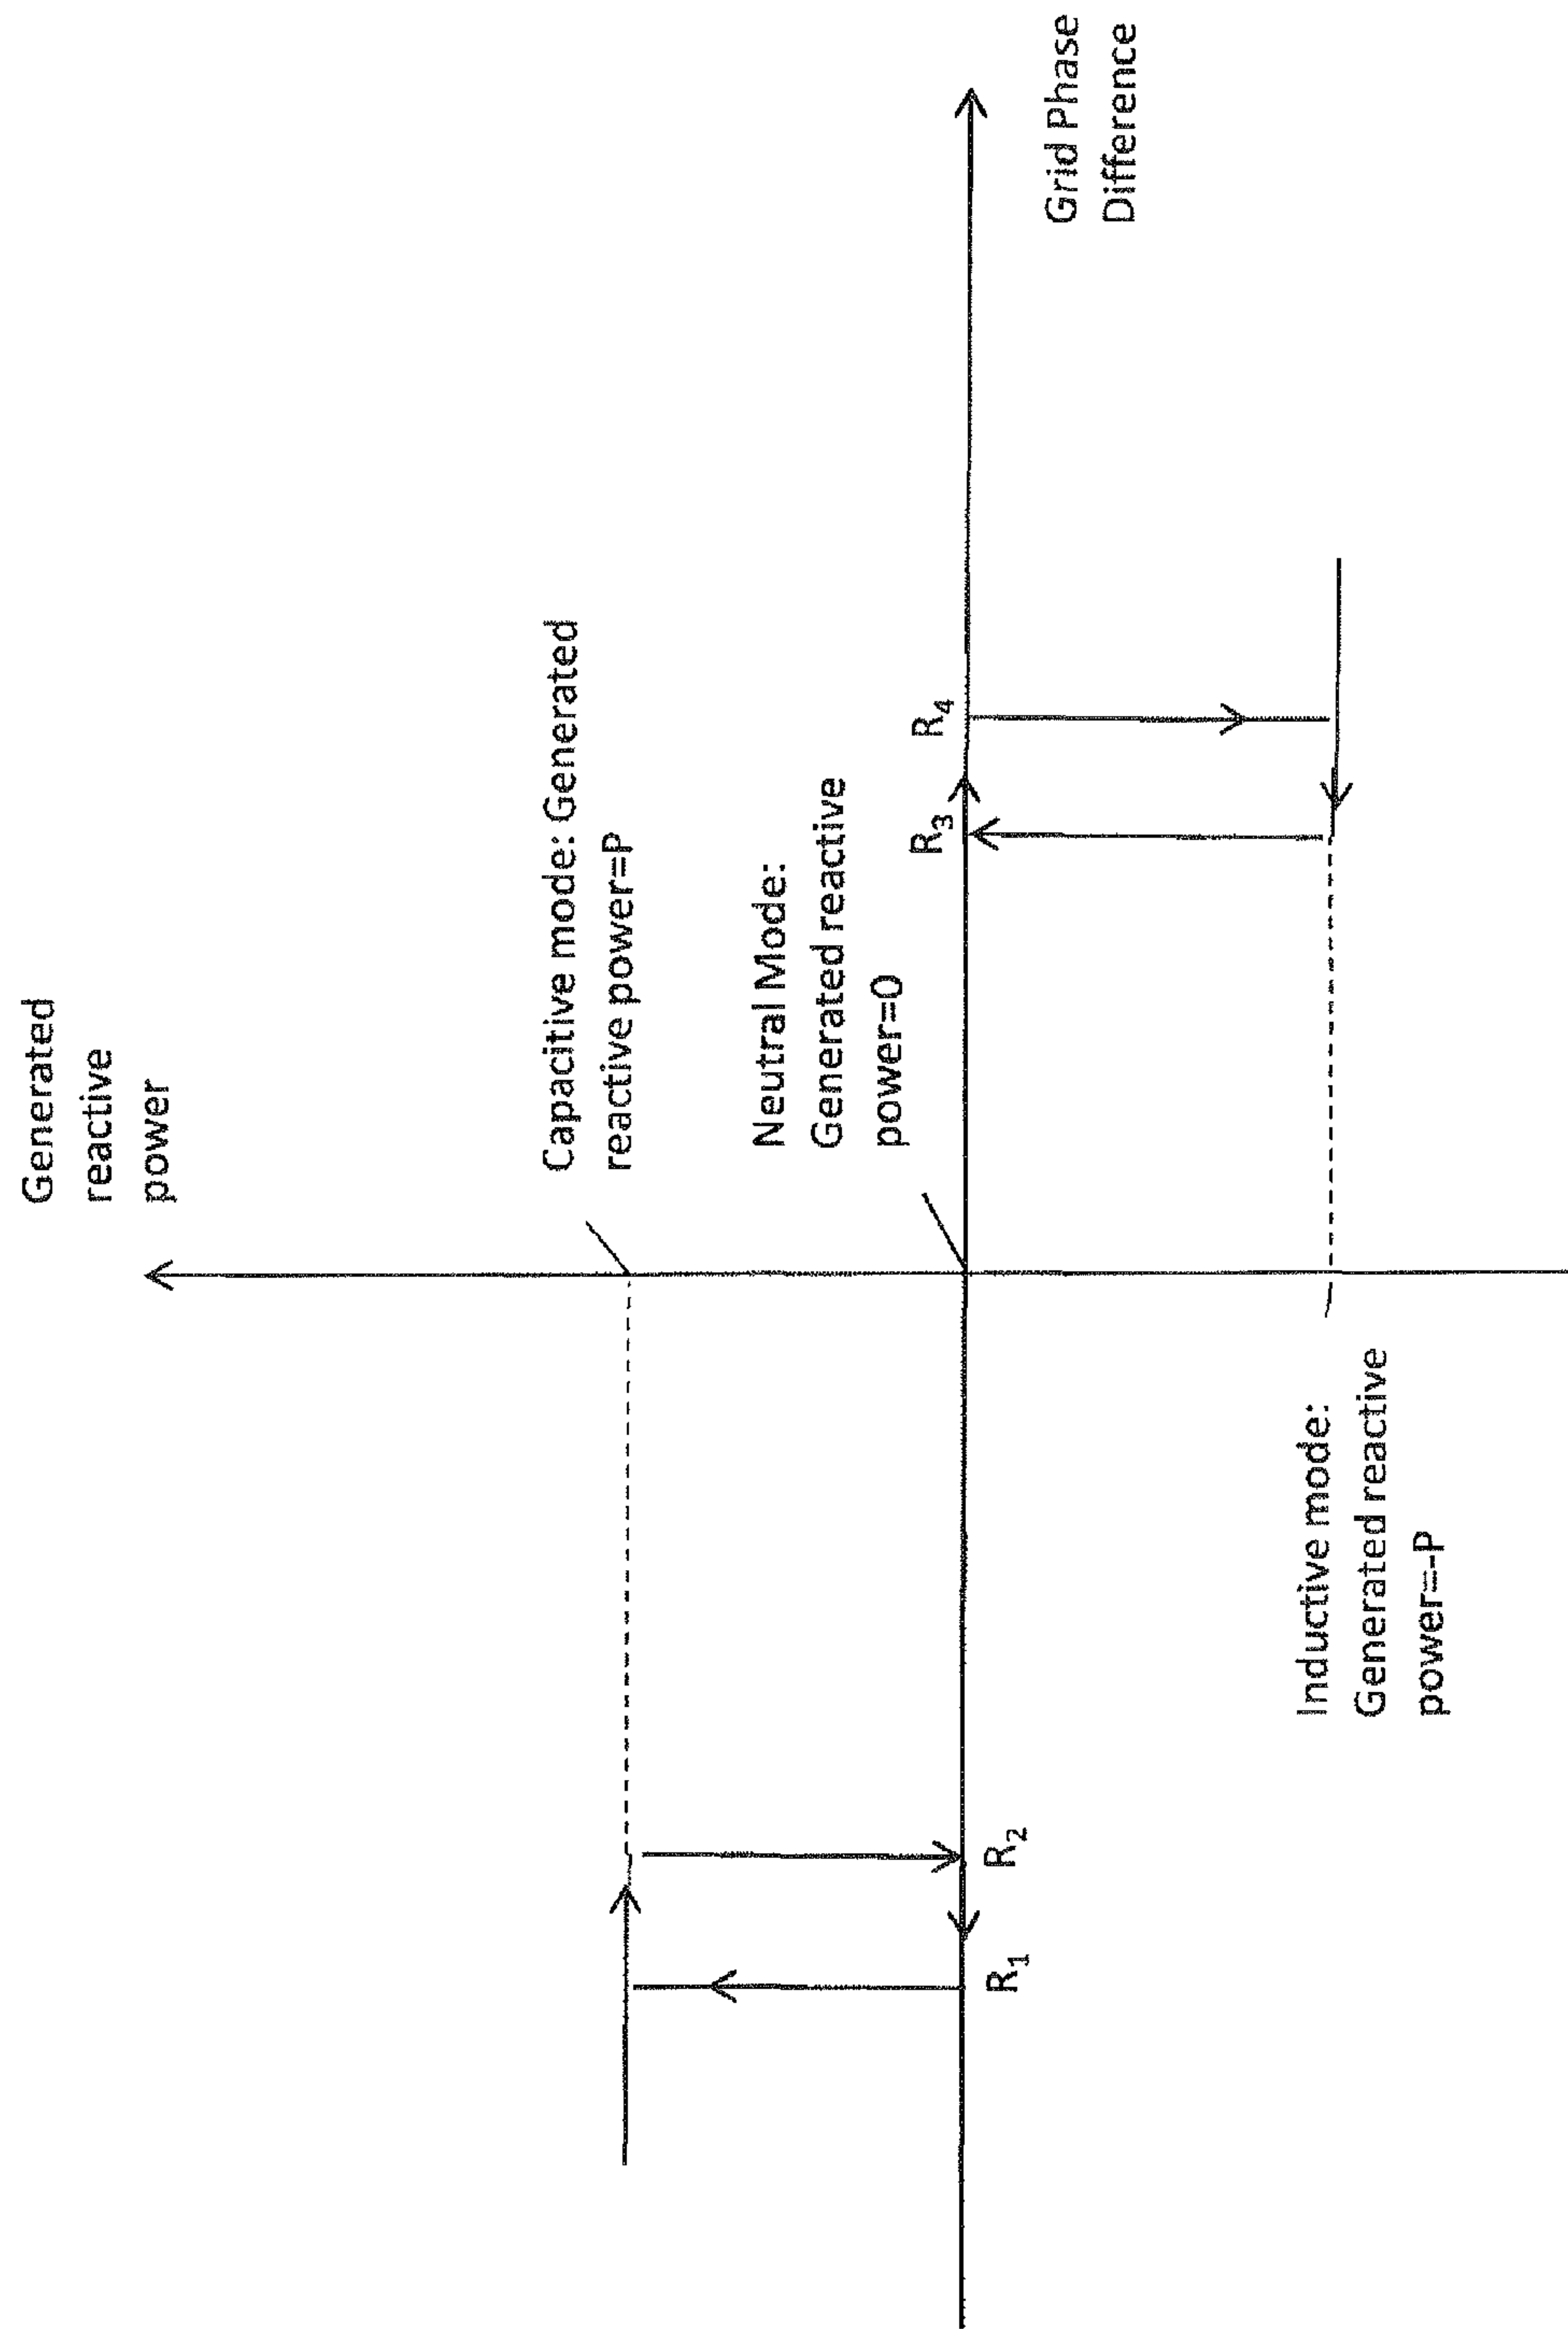 Generated
reactive
power
Capacitive mode: Generated
reactive power=P
Neutral Mode:
Generated reactive
power=0
R4
R3
Grid Phase
Difference
R2
R1
Inductive mode:
Generated reactive
power=-P